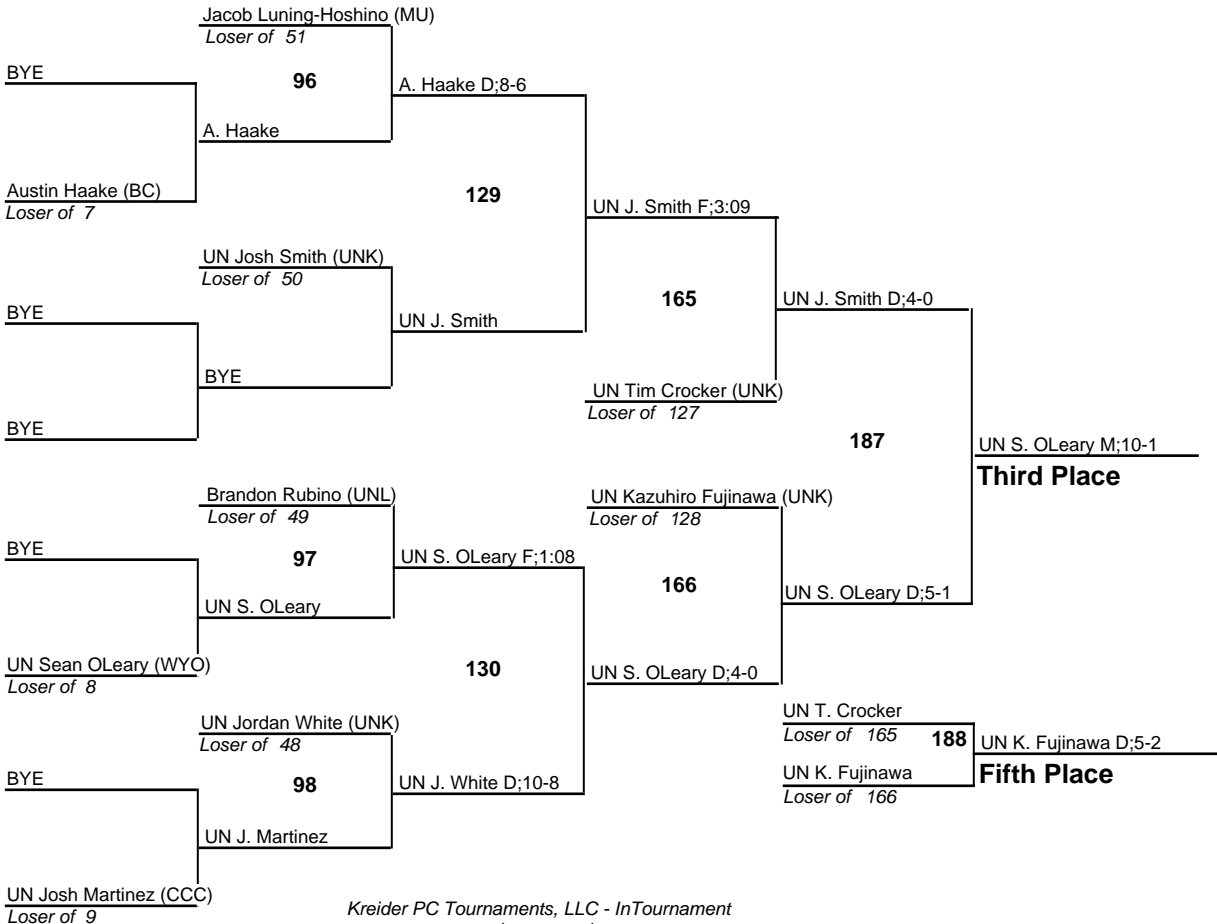 Jacob Luning-Hoshino (MU)
Loser of 51
BYE
96
A. Haake D;8-6
A. Haake
Austin Haake (BC)
Loser of 7
129
UN J. Smith F;3:09
UN Josh Smith (UNK)
Loser of 50
BYE
165
UN J. Smith D;4-0
UN J. Smith
BYE
UN Tim Crocker (UNK)
Loser of 127
BYE
187
UN S. OLeary M;10-1
Third Place
Brandon Rubino (UNL)
Loser of 49
UN Kazuhiro Fujinawa (UNK)
Loser of 128
BYE
97
UN S. OLeary F;1:08
166
UN S. OLeary D;5-1
UN S. OLeary
UN Sean OLeary (WYO)
Loser of 8
130
UN S. OLeary D;4-0
UN Jordan White (UNK)
Loser of 48
UN T. Crocker
Loser of 165
188
UN K. Fujinawa D;5-2
Fifth Place
UN K. Fujinawa
Loser of 166
BYE
98
UN J. White D;10-8
UN J. Martinez
UN Josh Martinez (CCC)
Loser of 9
Kreider PC Tournaments, LLC - InTournament